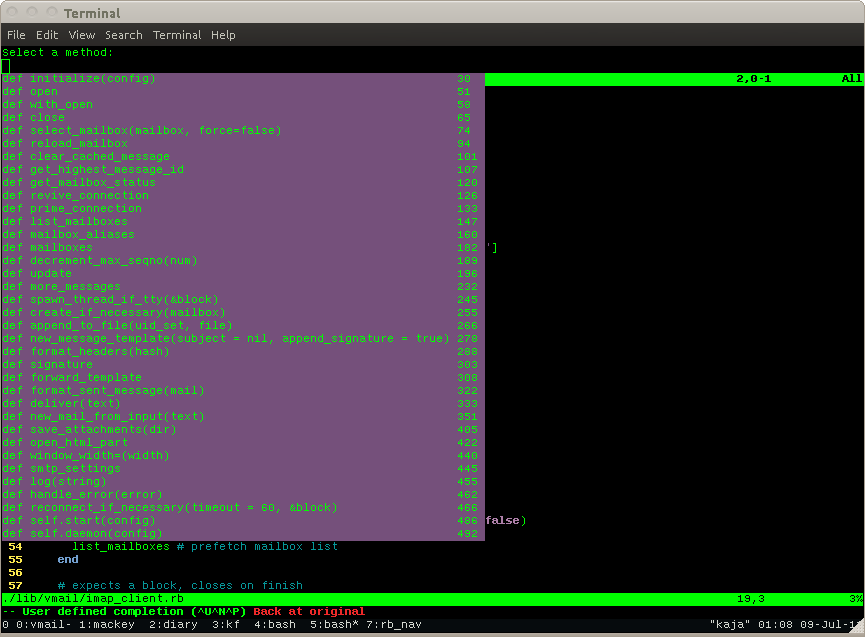 Terminal
File Edit View Search Terminal Help
Select a method:
def initialize(config) 30 2,0-1 All
def open 51
def with_open 58
def close 65
def select_mailbox(mailbox, force=false) 74
def reload_mailbox 94
def clear_cached_message 101
def get_highest_message_id 107
def get_mailbox_status 120
def revive_connection 126
def prime_connection 133
def list_mailboxes 147
def mailbox_aliases 160
def mailboxes 182 ']
def decrement_max_seqno(num) 189
def update 198
def more_messages 232
def spawn_thread_if_tty(&block) 245
def create_if_necessary(mailbox) 255
def append_to_file(uid_set, file) 268
def new_message_template(subject = nil, append_signature = true) 278
def format_headers(hash) 288
def signature 303
def forward_template 308
def format_sent_message(mail) 322
def deliver(text) 333
def new_mail_from_input(text) 351
def save_attachments(dir) 405
def open_html_part 422
def window_width=(width) 440
def smtp_settings 445
def log(string) 455
def handle_error(error) 462
def reconnect_if_necessary(timeout = 60, &block) 466
def self.start(config) 486 false)
def self.daemon(config) 492
54 list_mailboxes # prefetch mailbox list
55 end
56
57 # expects a block, closes on finish
./lib/vmail/imap_client.rb 19,3 3%
-- User defined completion (^U^N^P) Back at original
0 0:vmail- 1:mackey 2:diary 3:kf 4:bash 5:bash* 7:rb_nav "kaja" 01:08 09-Jul-1